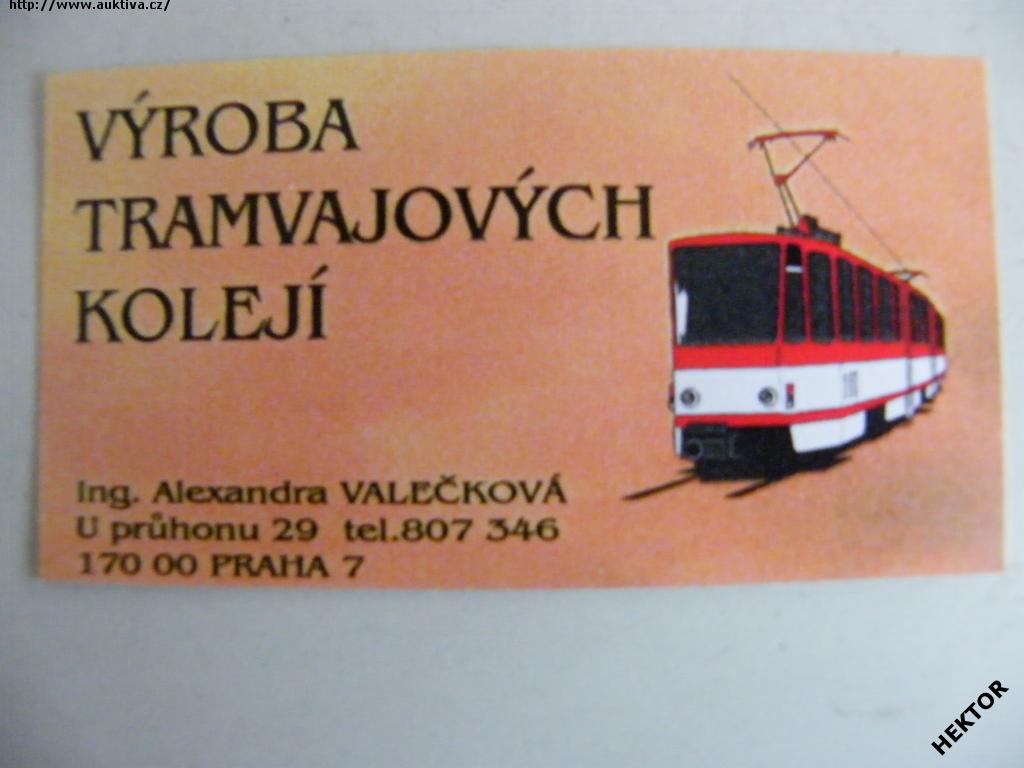 http://www.auktiva.cz/
VÝROBA
TRAMVAJOVÝCH
KOLEJÍ
Ing. Alexandra VALEČKOVÁ
U průhonu 29 tel.807 346
170 00 PRAHA 7
HEKTOR